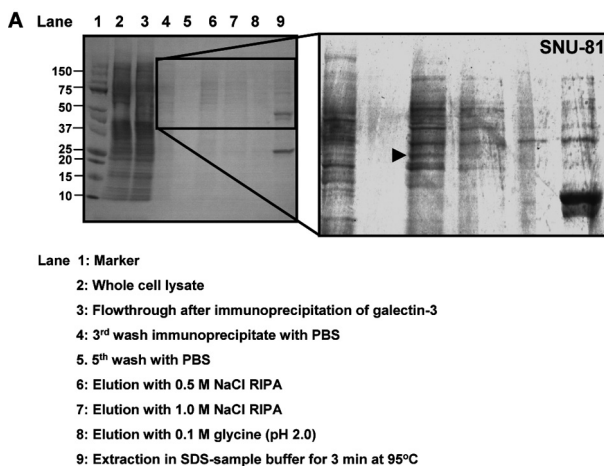 A
Lane 1 2 3 4 5 6 7 8 9
SNU-81
150
75
50
37
25
20
15
10
Lane 1: Marker
2: Whole cell lysate
3: Flowthrough after immunoprecipitation of galectin-3
4: 3rd wash immunoprecipitate with PBS
5. 5th wash with PBS
6: Elution with 0.5 M NaCl RIPA
7: Elution with 1.0 M NaCl RIPA
8: Elution with 0.1 M glycine (pH 2.0)
9: Extraction in SDS-sample buffer for 3 min at 95ºC